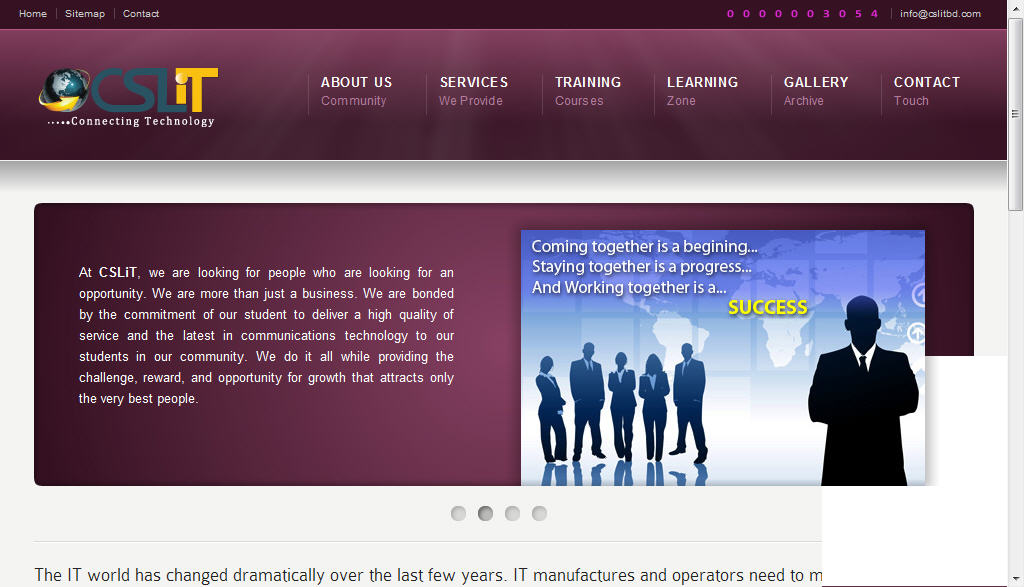 Home Sitemap Contact 0 0 0 0 0 0 3 0 5 4 info@cslitbd.com
CSLiT
.....Connecting Technology
ABOUT US SERVICES TRAINING LEARNING GALLERY CONTACT
Community We Provide Courses Zone Archive Touch
At CSLiT, we are looking for people who are looking for an
opportunity. We are more than just a business. We are bonded
by the commitment of our student to deliver a high quality of
service and the latest in communications technology to our
students in our community. We do it all while providing the
challenge, reward, and opportunity for growth that attracts only
the very best people.
Coming together is a begining...
Staying together is a progress...
And Working together is a...
SUCCESS
The IT world has changed dramatically over the last few years. IT manufactures and operators need to m